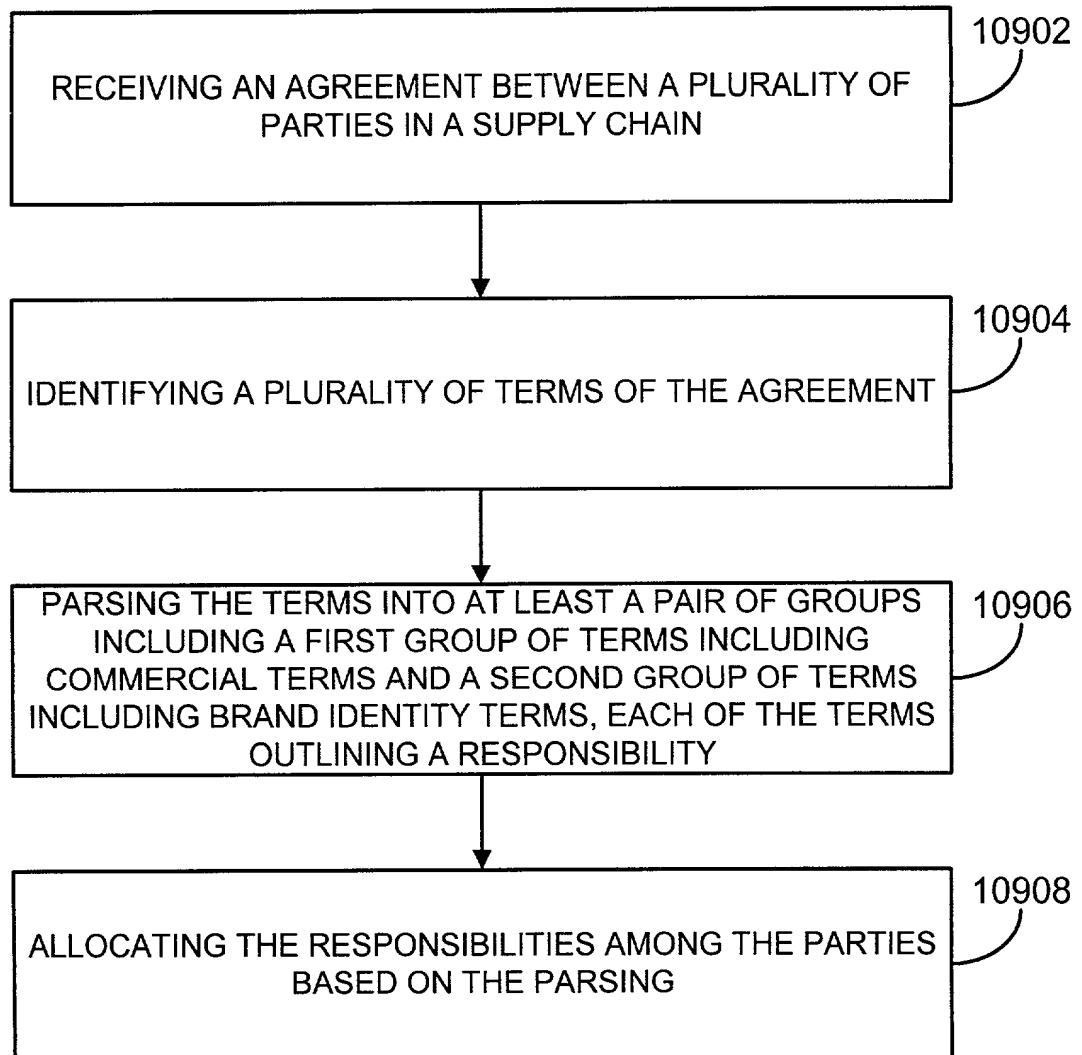 10902
RECEIVING AN AGREEMENT BETWEEN A PLURALITY OF
PARTIES IN A SUPPLY CHAIN
10904
IDENTIFYING A PLURALITY OF TERMS OF THE AGREEMENT
10906
PARSING THE TERMS INTO AT LEAST A PAIR OF GROUPS
INCLUDING A FIRST GROUP OF TERMS INCLUDING
COMMERCIAL TERMS AND A SECOND GROUP OF TERMS
INCLUDING BRAND IDENTITY TERMS, EACH OF THE TERMS
OUTLINING A RESPONSIBILITY
10908
ALLOCATING THE RESPONSIBILITIES AMONG THE PARTIES
BASED ON THE PARSING